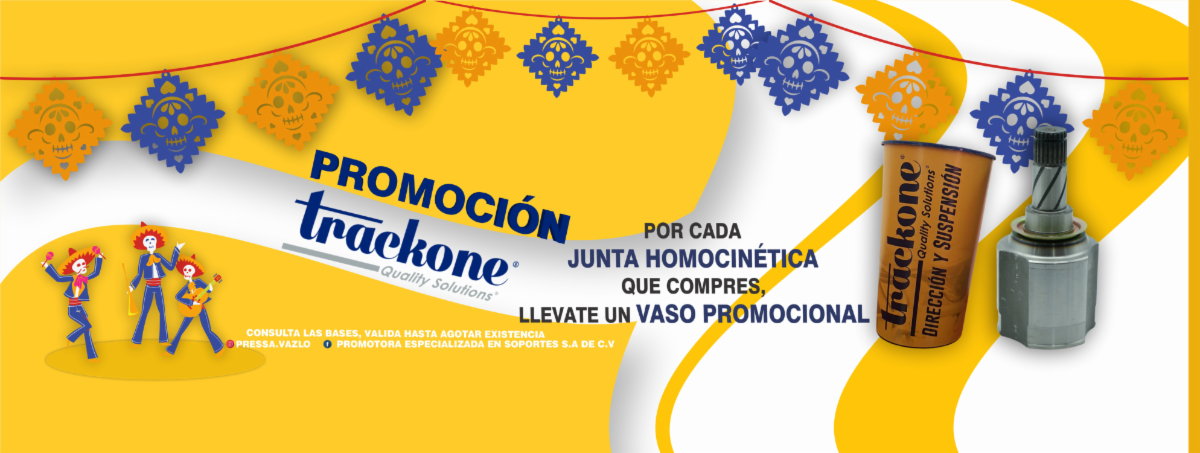 PROMOCIÓN
trackone®
Quality Solutions®
POR CADA
JUNTA HOMOCINÉTICA
QUE COMPRES,
LLEVATE UN VASO PROMOCIONAL
CONSULTA LAS BASES, VALIDA HASTA AGOTAR EXISTENCIA
PRESSA.VAZLO f PROMOTORA ESPECIALIZADA EN SOPORTES S.A DE C.V
trackone®
Quality Solutions®
DIRECCIÓN Y SUSPENSIÓN